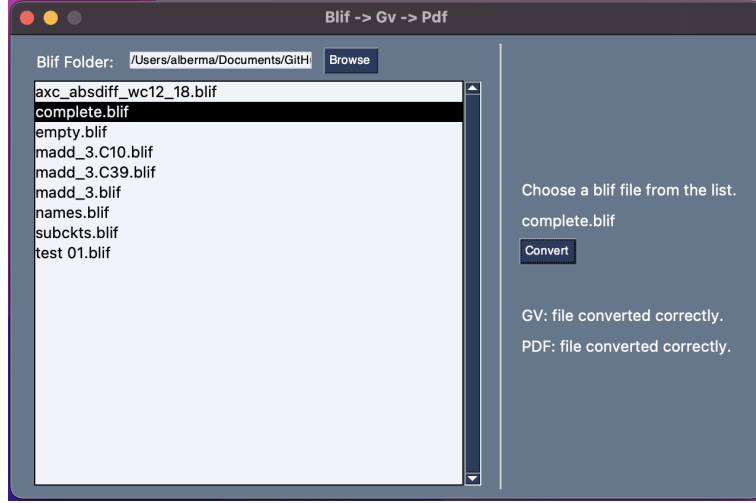 Blif -> Gv -> Pdf
Blif Folder: /Users/alberma/Documents/GitH Browse
axc_absdiff_wc12_18.blif
complete.blif
empty.blif
madd_3.C10.blif
madd_3.C39.blif
madd_3.blif
names.blif
subckts.blif
test 01.blif
Choose a blif file from the list.
complete.blif
Convert
GV: file converted correctly.
PDF: file converted correctly.